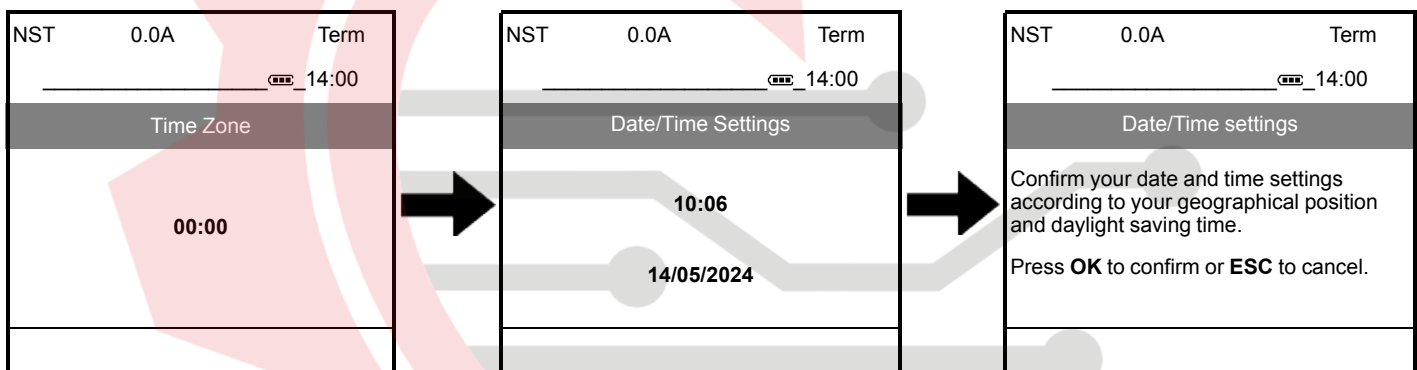 NST 0.0A Term
14:00
Time Zone
00:00
NST 0.0A Term
14:00
Date/Time Settings
10:06
14/05/2024
NST 0.0A Term
14:00
Date/Time settings
Confirm your date and time settings
according to your geographical position
and daylight saving time.
Press OK to confirm or ESC to cancel.